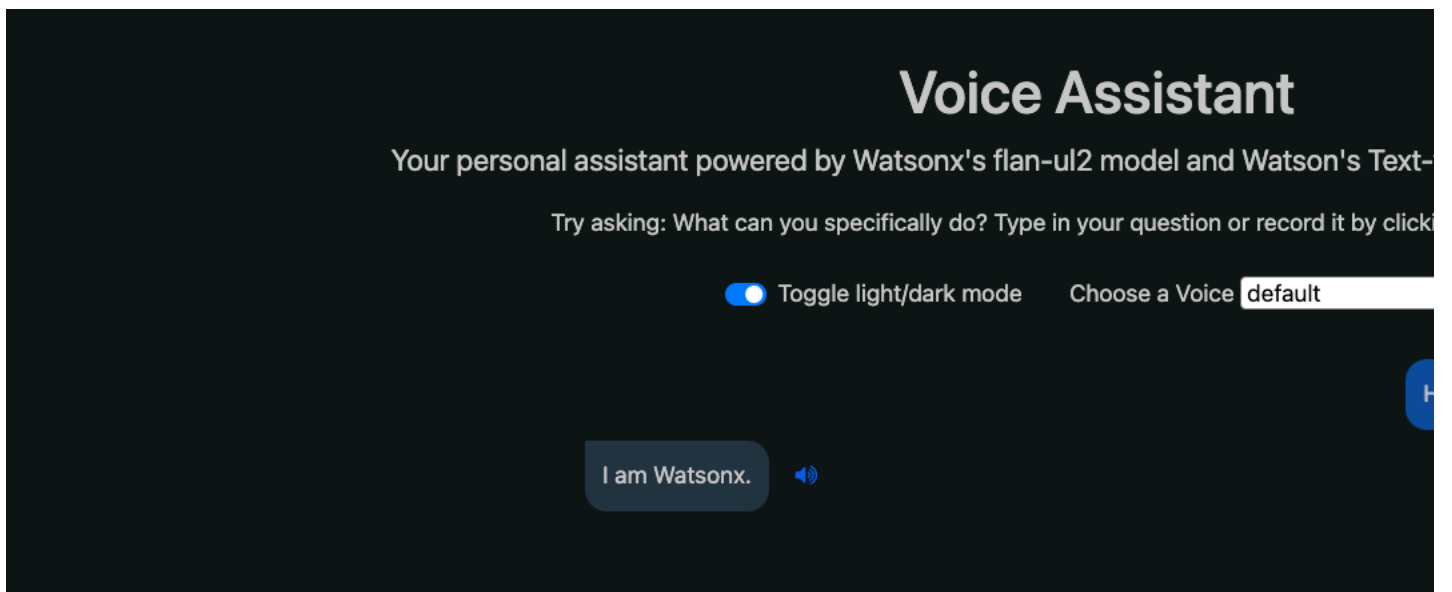 Voice Assistant
Your personal assistant powered by Watsonx's flan-ul2 model and Watson's Text-
Try asking: What can you specifically do? Type in your question or record it by
Toggle light/dark mode Choose a Voice default
I am Watsonx.